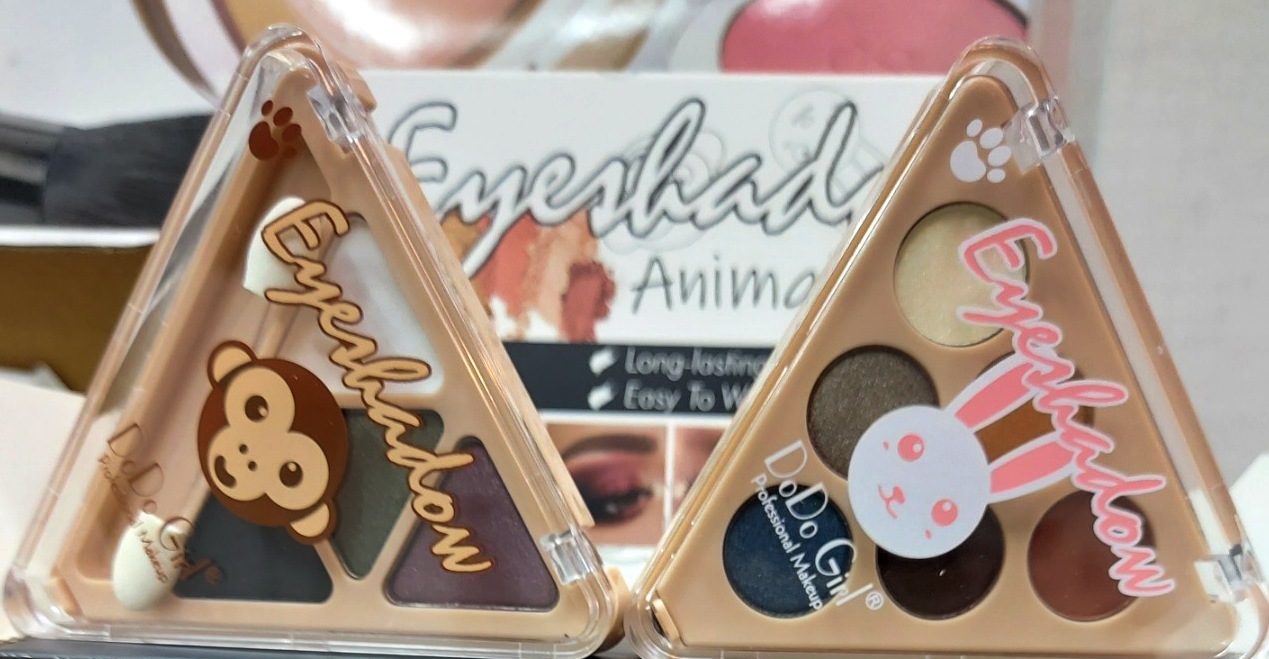 Eyeshad
Anima
Long-lasting
Easy To W
Eyeshadow
DoDo Girl®
Eyeshadow
DoDo Girl®
Professional Makeup